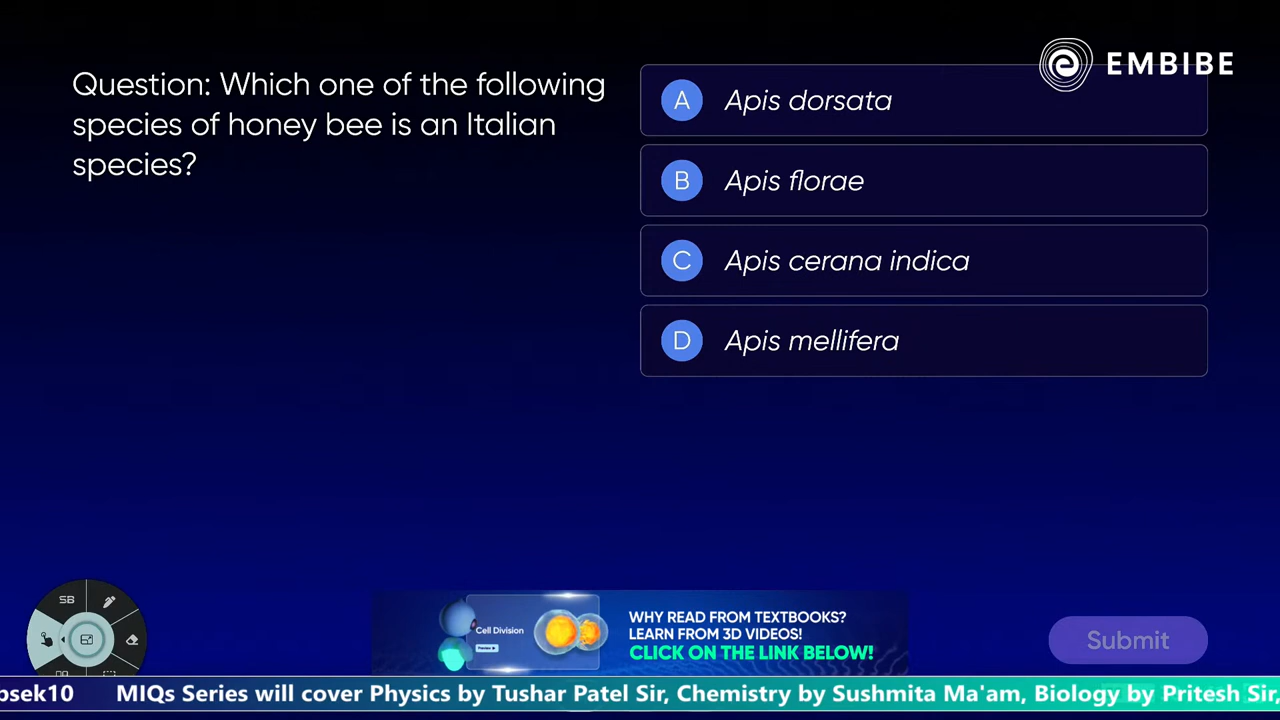 EMBIBE
Question: Which one of the following
species of honey bee is an Italian
species?
A Apis dorsata
B Apis florae
C Apis cerana indica
D Apis mellifera
SB
Cell Division
WHY READ FROM TEXTBOOKS?
LEARN FROM 3D VIDEOS!
CLICK ON THE LINK BELOW!
Submit
psek10 MIQs Series will cover Physics by Tushar Patel Sir, Chemistry by Sushmita Ma'am, Biology by Pritesh Sir,